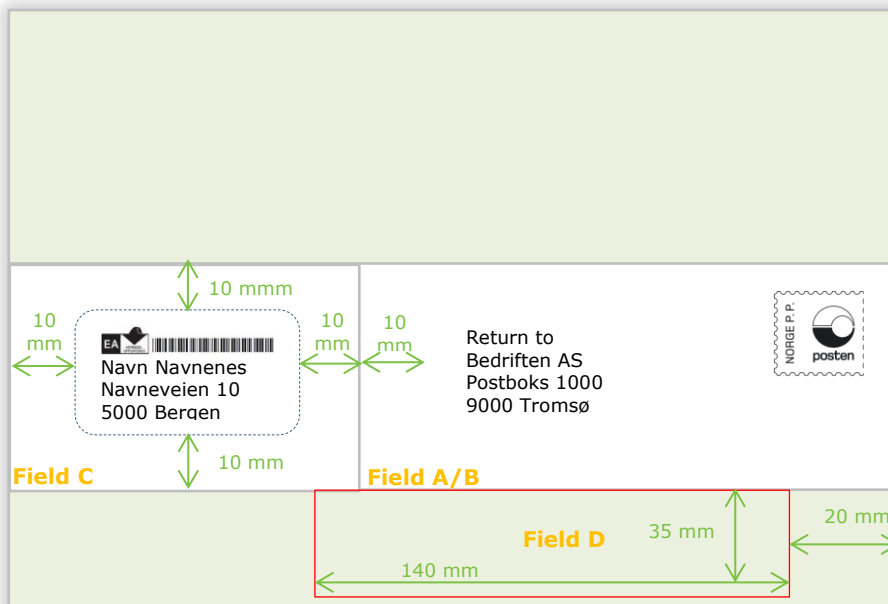 10 mmm
10
mm
10
mm
10
mm
EA
Navn Navnenes
Navneveien 10
5000 Bergen
Return to
Bedriften AS
Postboks 1000
9000 Tromsø
NORGE P. P.
posten
10 mm
Field C
Field A/B
Field D
35 mm
20 mm
140 mm